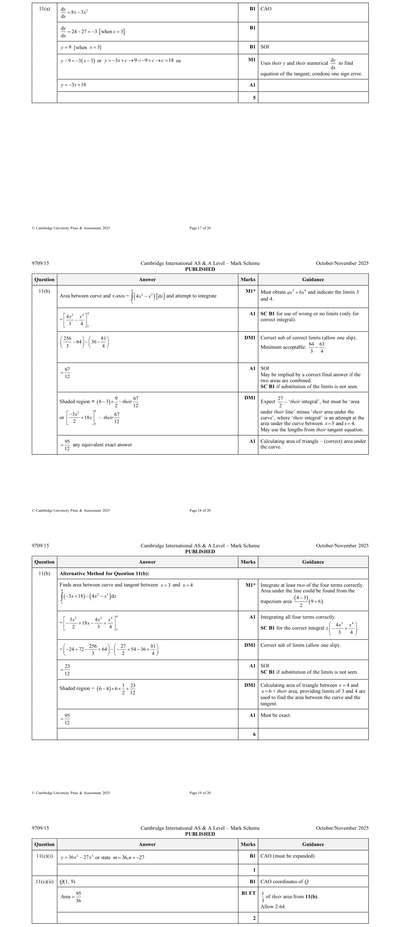 11(a)
dy/dx = 8x − 3x²
B1
CAO
dy/dx = 24 − 27 = −3 [when x = 3]
B1
y = 9 [when x = 3]
B1
SOI
y − 9 = −3(x − 3) or y = −3x + c → 9 = −9 + c → c = 18 oe
M1
Uses their y and their numerical dy/dx to find
equation of the tangent; condone one sign error.
y = −3x + 18
A1
5
© Cambridge University Press & Assessment 2025
Page 17 of 20
9709/15
Cambridge International AS & A Level – Mark Scheme
PUBLISHED
October/November 2025
Question
Answer
Marks
Guidance
11(b)
Area between curve and x-axis = ∫₃⁴(4x² − x³)[dx] and attempt to integrate
M1*
Must obtain ax³ + bx⁴ and indicate the limits 3
and 4.
= [4x³/3 − x⁴/4]₃⁴
A1
SC B1 for use of wrong or no limits (only for
correct integral).
(256/3 − 64) − (36 − 81/4)
DM1
Correct sub of correct limits (allow one slip).
Minimum acceptable: 64/3 − 63/4.
= 67/12
A1
SOI
May be implied by a correct final answer if the
two areas are combined.
SC B1 if substitution of the limits is not seen.
Shaded region = (6 − 3) × 9/2 − their 67/12
or [−3x²/2 + 18x]₃⁶ − their 67/12
DM1
Expect 27/2 − 'their integral', but must be 'area
under their line' minus 'their area under the
curve', where 'their integral' is an attempt at the
area under the curve between x = 3 and x = 4.
May use the lengths from their tangent equation.
= 95/12 any equivalent exact answer
A1
Calculating area of triangle – (correct) area under
the curve.
© Cambridge University Press & Assessment 2025
Page 18 of 20
9709/15
Cambridge International AS & A Level – Mark Scheme
PUBLISHED
October/November 2025
Question
Answer
Marks
Guidance
11(b)
Alternative Method for Question 11(b):
Finds area between curve and tangent between x = 3 and x = 4
∫₃⁴(−3x + 18) − (4x² − x³)dx
M1*
Integrate at least two of the four terms correctly.
Area under the line could be found from the
trapezium area (4 − 3)/2 (9 + 6).
= [−3x²/2 + 18x − 4x³/3 + x⁴/4]₃⁴
A1
Integrating all four terms correctly.
SC B1 for the correct integral ±(−4x³/3 + x⁴/4).
= (−24 + 72 − 256/3 + 64) − (−27/2 + 54 − 36 + 81/4)
DM1
Correct sub of limits (allow one slip).
= 23/12
A1
SOI
SC B1 if substitution of the limits is not seen.
Shaded region = (6 − 4) × 6 × 1/2 + 23/12
DM1
Calculating area of triangle between x = 4 and
x = 6 + their area, providing limits of 3 and 4 are
used to find the area between the curve and the
tangent.
= 95/12
A1
Must be exact.
6
© Cambridge University Press & Assessment 2025
Page 19 of 20
9709/15
Cambridge International AS & A Level – Mark Scheme
PUBLISHED
October/November 2025
Question
Answer
Marks
Guidance
11(c)(i)
y = 36x² − 27x³ or state m = 36, n = −27
B1
CAO (must be expanded)
1
11(c)(ii)
Q(1, 9)
B1
CAO coordinates of Q.
Area = 95/36
B1 FT
1/3 of their area from 11(b).
Allow 2.64.
2